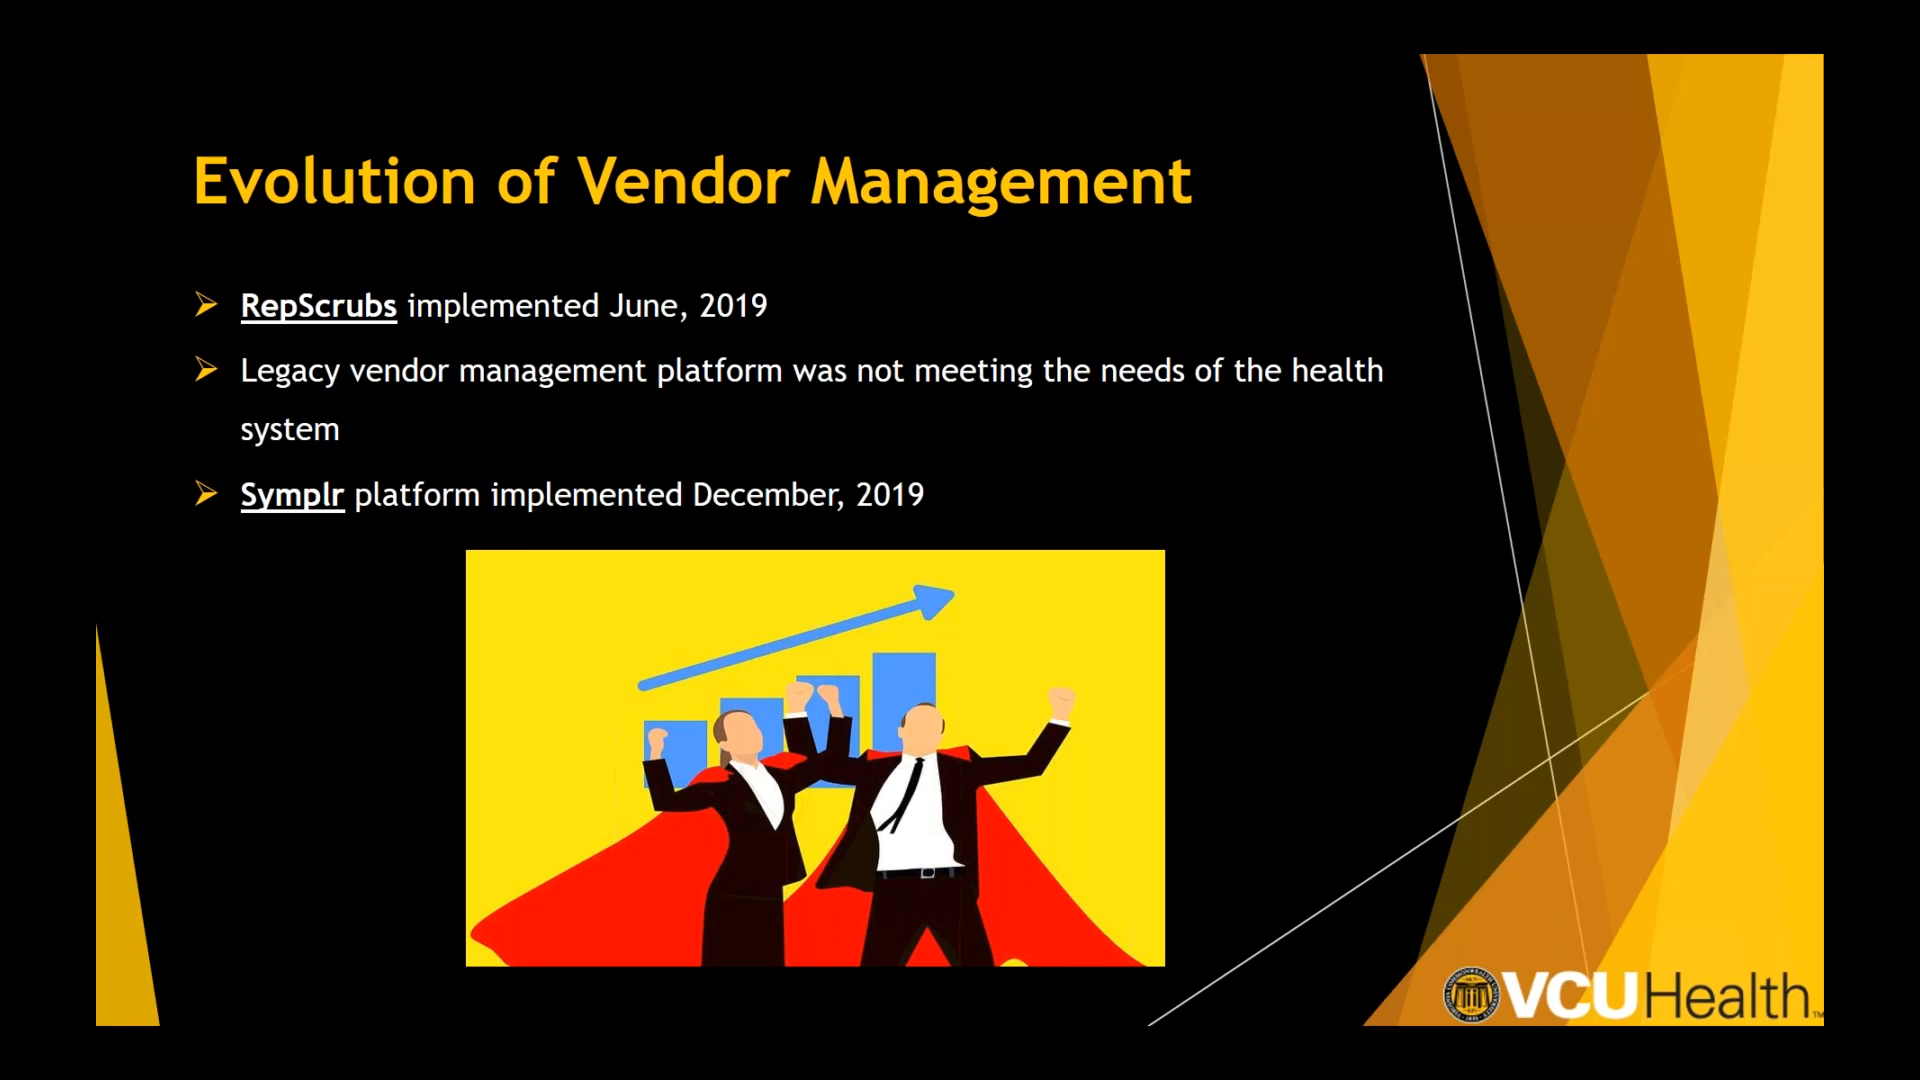 Evolution of Vendor Management
RepScrubs implemented June, 2019
Legacy vendor management platform was not meeting the needs of the health
system
Symplr platform implemented December, 2019
VCUHealth™